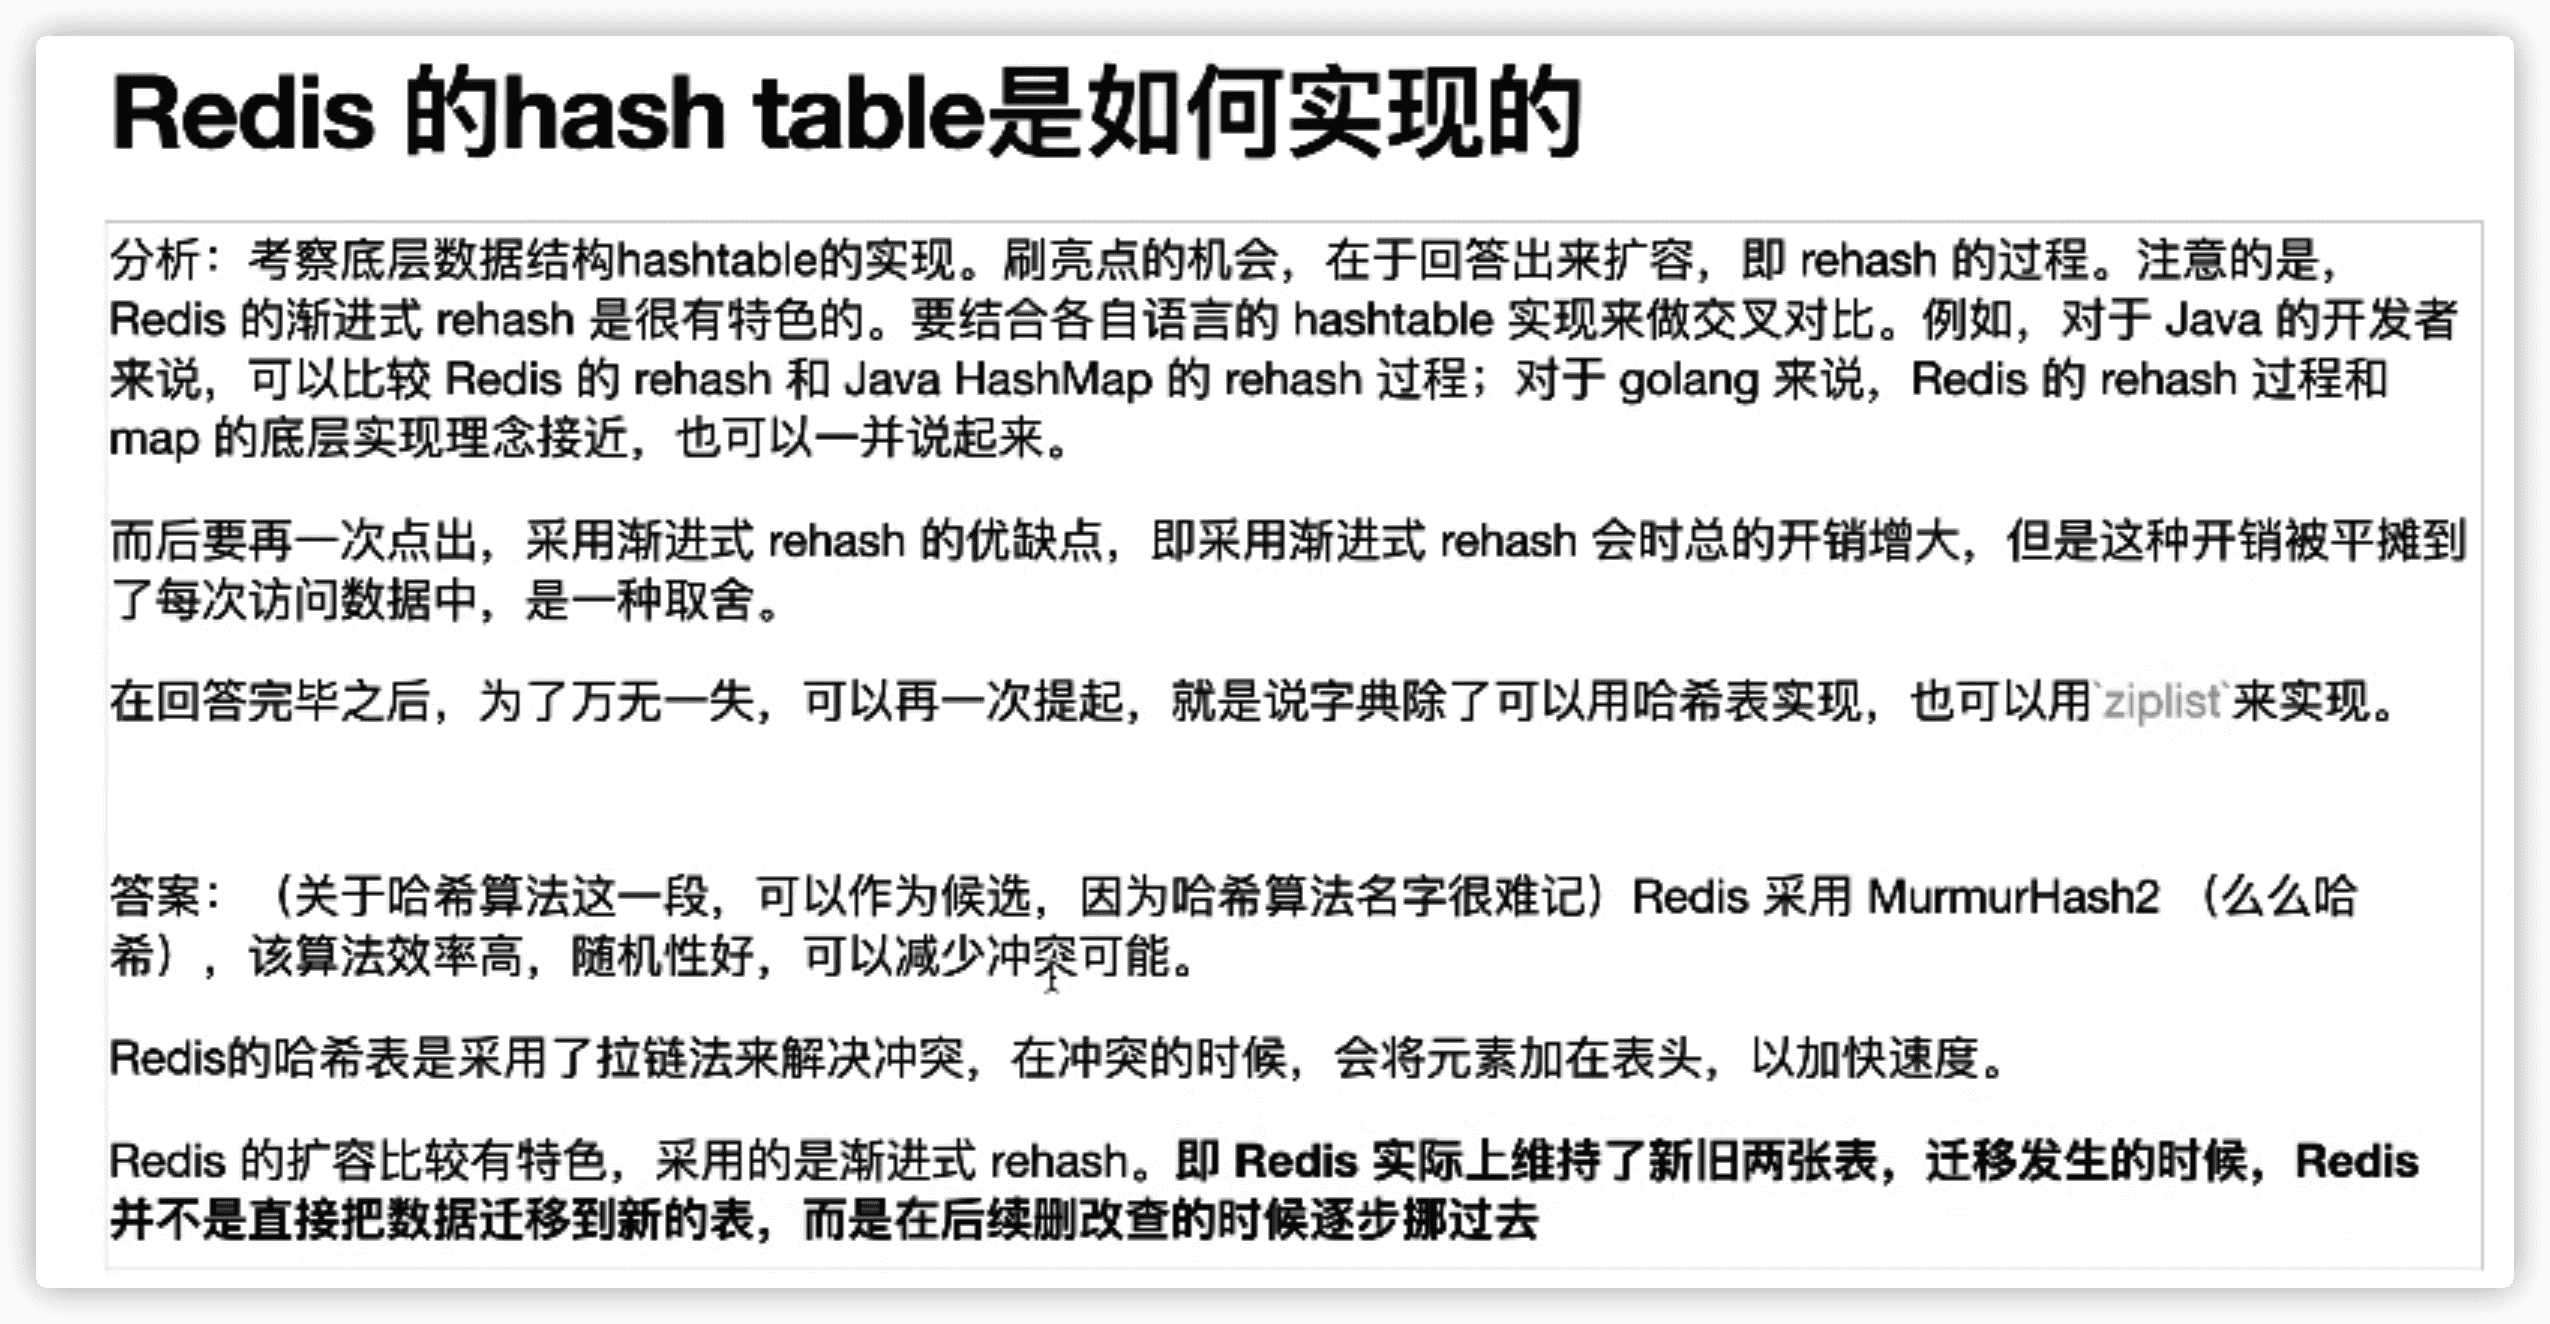 Redis 的hash table是如何实现的
分析：考察底层数据结构hashtable的实现。刷亮点的机会，在于回答出来扩容，即 rehash 的过程。注意的是，
Redis 的渐进式 rehash 是很有特色的。要结合各自语言的 hashtable 实现来做交叉对比。例如，对于 Java 的开发者
来说，可以比较 Redis 的 rehash 和 Java HashMap 的 rehash 过程；对于 golang 来说，Redis 的 rehash 过程和
map 的底层实现理念接近，也可以一并说起来。
而后要再一次点出，采用渐进式 rehash 的优缺点，即采用渐进式 rehash 会时总的开销增大，但是这种开销被平摊到
了每次访问数据中，是一种取舍。
在回答完毕之后，为了万无一失，可以再一次提起，就是说字典除了可以用哈希表实现，也可以用`ziplist`来实现。
答案：（关于哈希算法这一段，可以作为候选，因为哈希算法名字很难记）Redis 采用 MurmurHash2 （么么哈
希），该算法效率高，随机性好，可以减少冲突可能。
Redis的哈希表是采用了拉链法来解决冲突，在冲突的时候，会将元素加在表头，以加快速度。
Redis 的扩容比较有特色，采用的是渐进式 rehash。即 Redis 实际上维持了新旧两张表，迁移发生的时候，Redis
并不是直接把数据迁移到新的表，而是在后续删改查的时候逐步挪过去